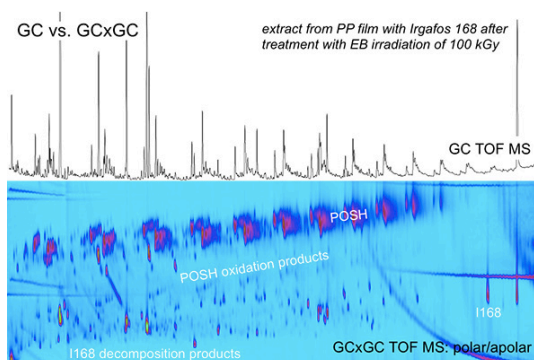 GC vs. GCxGC
extract from PP film with Irgafos 168 after
treatment with EB irradiation of 100 kGy
GC TOF MS
POSH
POSH oxidation products
I168
I168 decomposition products
GCxGC TOF MS: polar/apolar